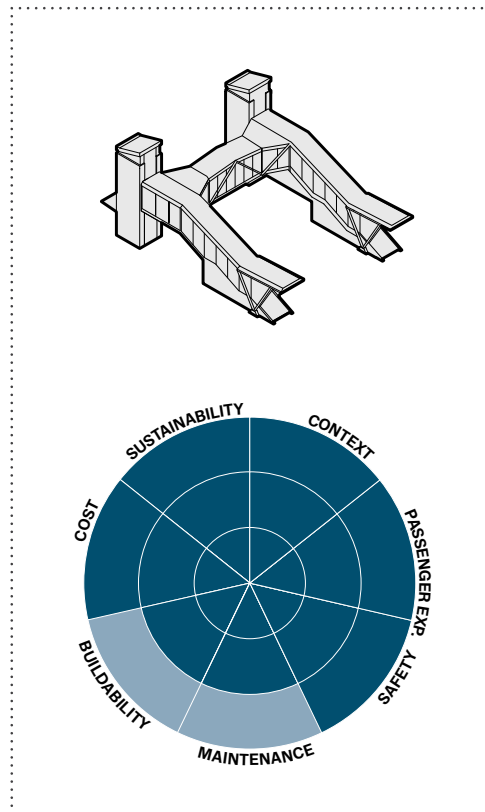 SUSTAINABILITY
CONTEXT
COST
PASSENGER EXP.
BUILDABILITY
SAFETY
MAINTENANCE